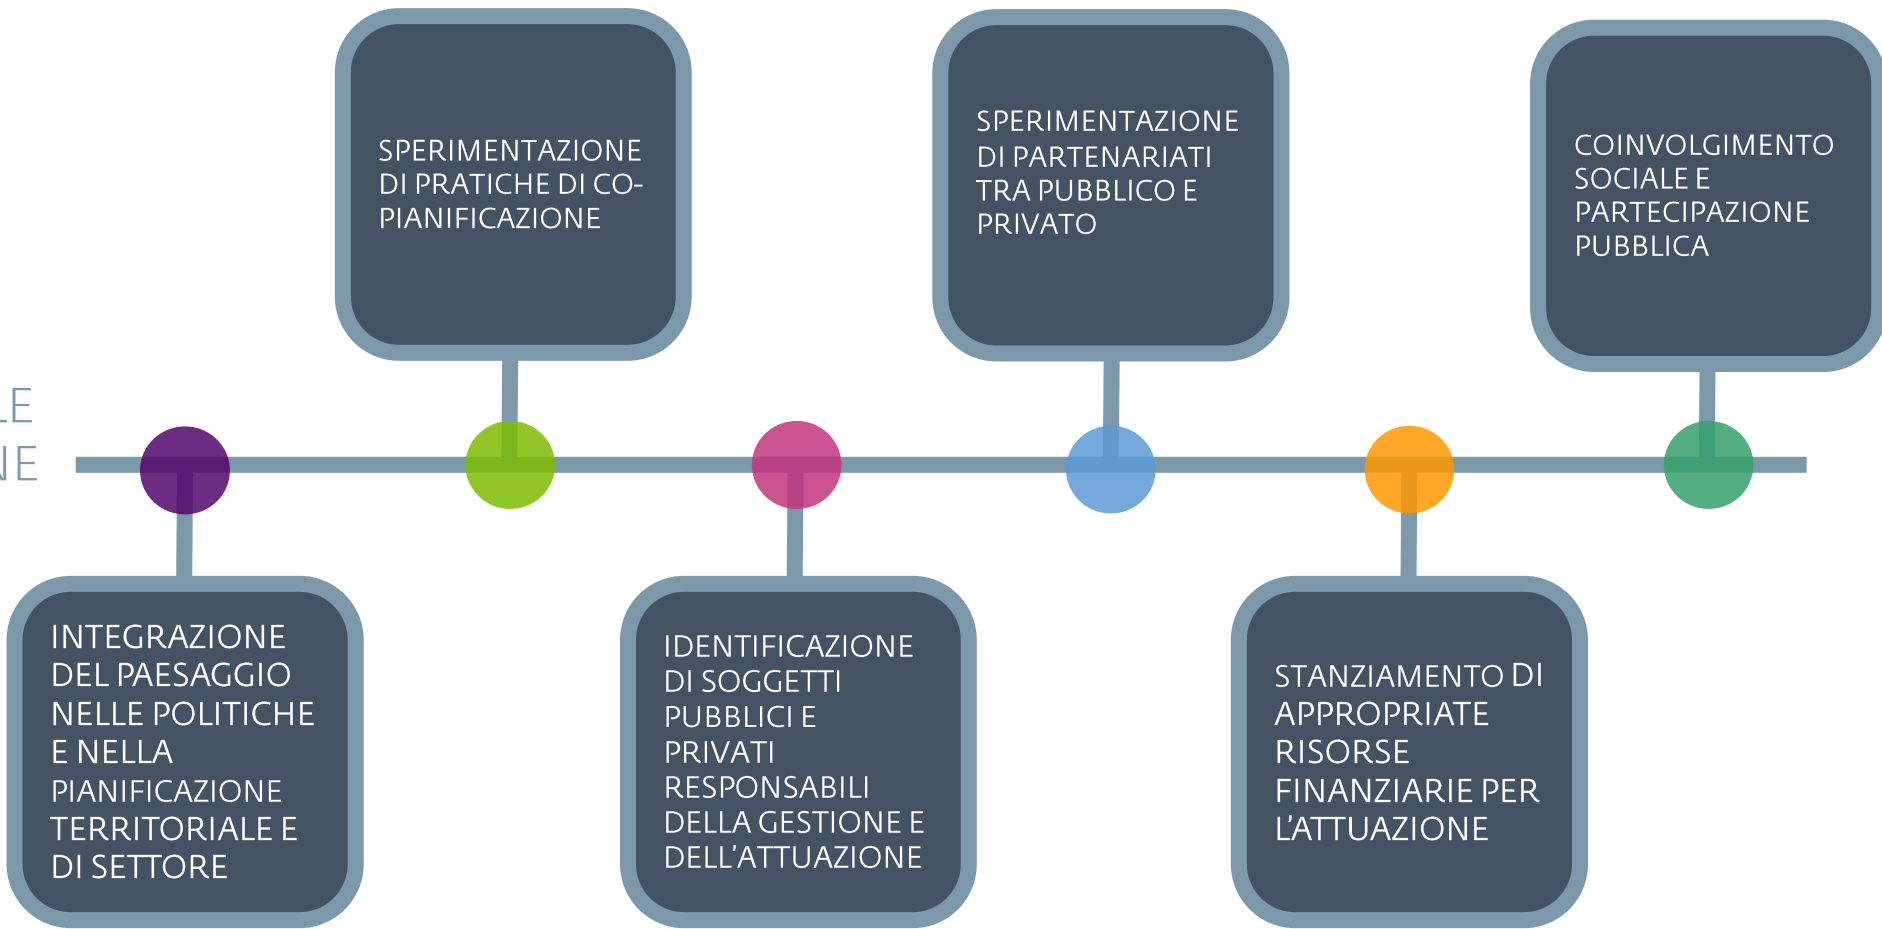 SPERIMENTAZIONE
DI PRATICHE DI CO-
PIANIFICAZIONE
SPERIMENTAZIONE
DI PARTENARIATI
TRA PUBBLICO E
PRIVATO
COINVOLGIMENTO
SOCIALE E
PARTECIPAZIONE
PUBBLICA
LE
NE
INTEGRAZIONE
DEL PAESAGGIO
NELLE POLITICHE
E NELLA
PIANIFICAZIONE
TERRITORIALE E
DI SETTORE
IDENTIFICAZIONE
DI SOGGETTI
PUBBLICI E
PRIVATI
RESPONSABILI
DELLA GESTIONE E
DELL’ATTUAZIONE
STANZIAMENTO DI
APPROPRIATE
RISORSE
FINANZIARIE PER
L’ATTUAZIONE